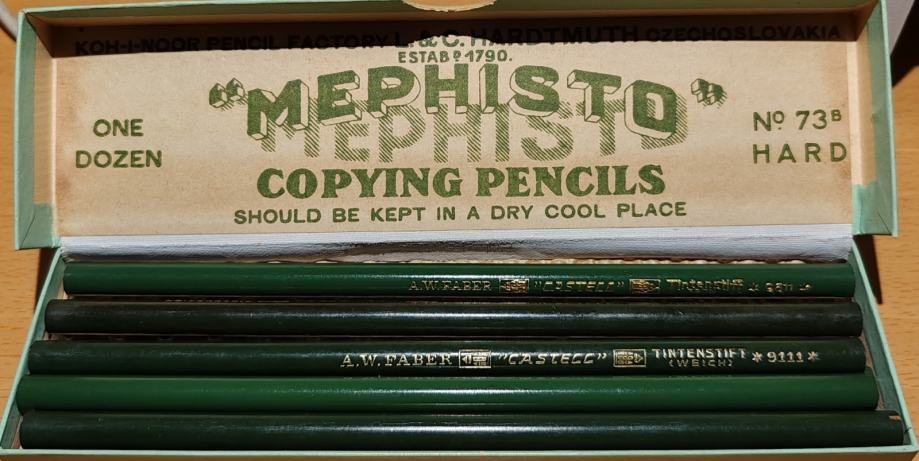 KOH-I-NOOR PENCIL FACTORY L. & C. HARDTMUTH CZECHOSLOVAKIA
ESTABD 1790.
"MEPHISTO"
ONE
DOZEN
Nº 73B
HARD
COPYING PENCILS
SHOULD BE KEPT IN A DRY COOL PLACE
A.W.FABER "CASTELL" Tintenstift
A.W. FABER "CASTELL" TINTENSTIFT *9111*
(WEICH)